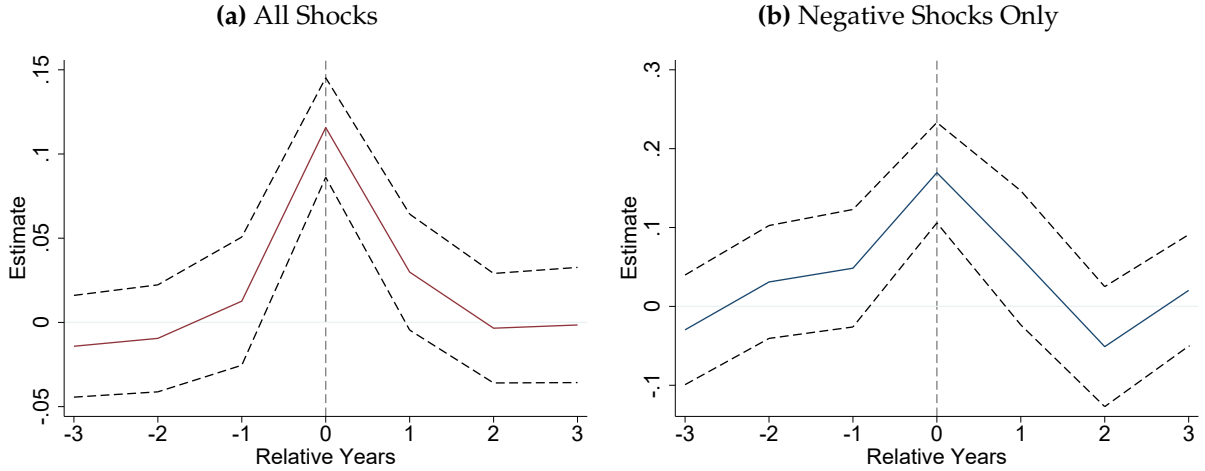 (a) All Shocks
.15
.1
.05
0
-.05
Estimate
-3 -2 -1 0 1 2 3
Relative Years
(b) Negative Shocks Only
.3
.2
.1
0
-.1
Estimate
-3 -2 -1 0 1 2 3
Relative Years